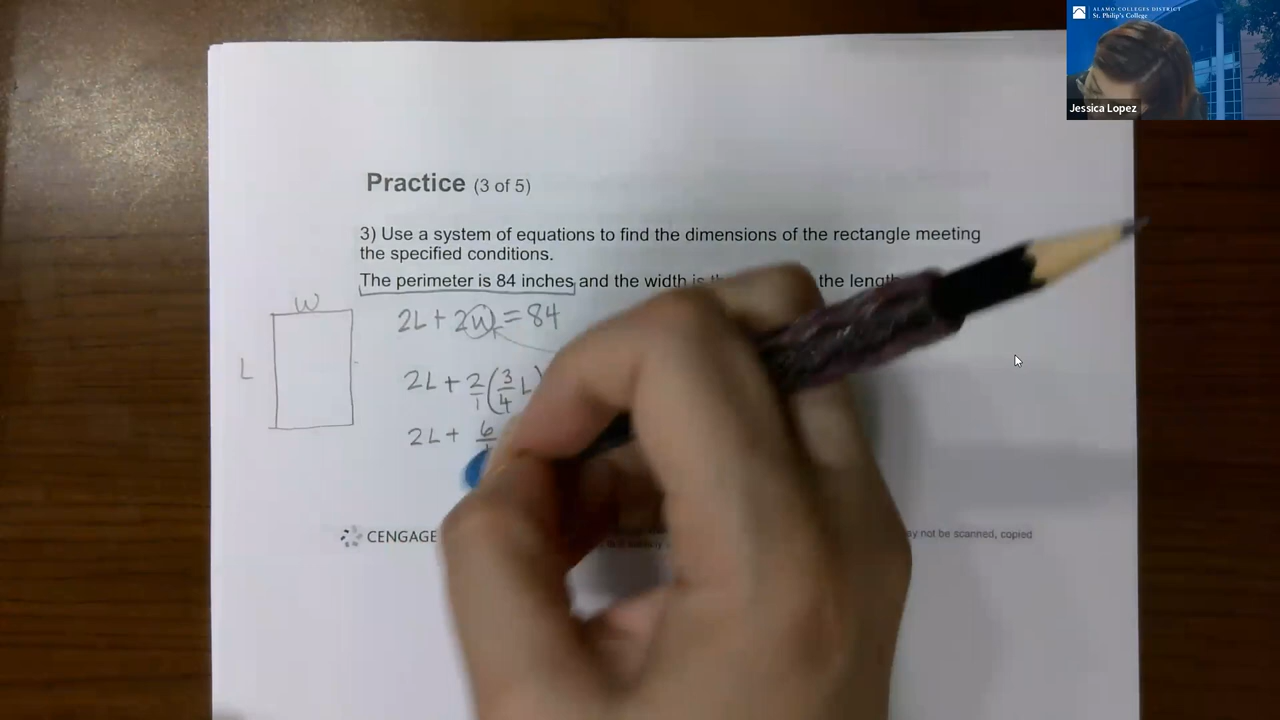 ALAMO COLLEGES DISTRICT
St. Philip's College
Jessica Lopez
Practice (3 of 5)
3) Use a system of equations to find the dimensions of the rectangle meeting
the specified conditions.
The perimeter is 84 inches and the width is the length
W
2L + 2W = 84
L
2L + 2/1 (3/4 L)
2L + 6/
CENGAGE
may not be scanned, copied